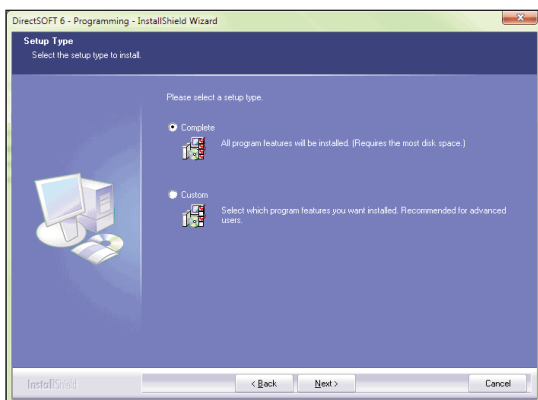 DirectSOFT 6 - Programming - InstallShield Wizard
Setup Type
Select the setup type to install.
Please select a setup type.
Complete
All program features will be installed. (Requires the most disk space.)
Custom
Select which program features you want installed. Recommended for advanced
users.
InstallShield
< Back
Next >
Cancel